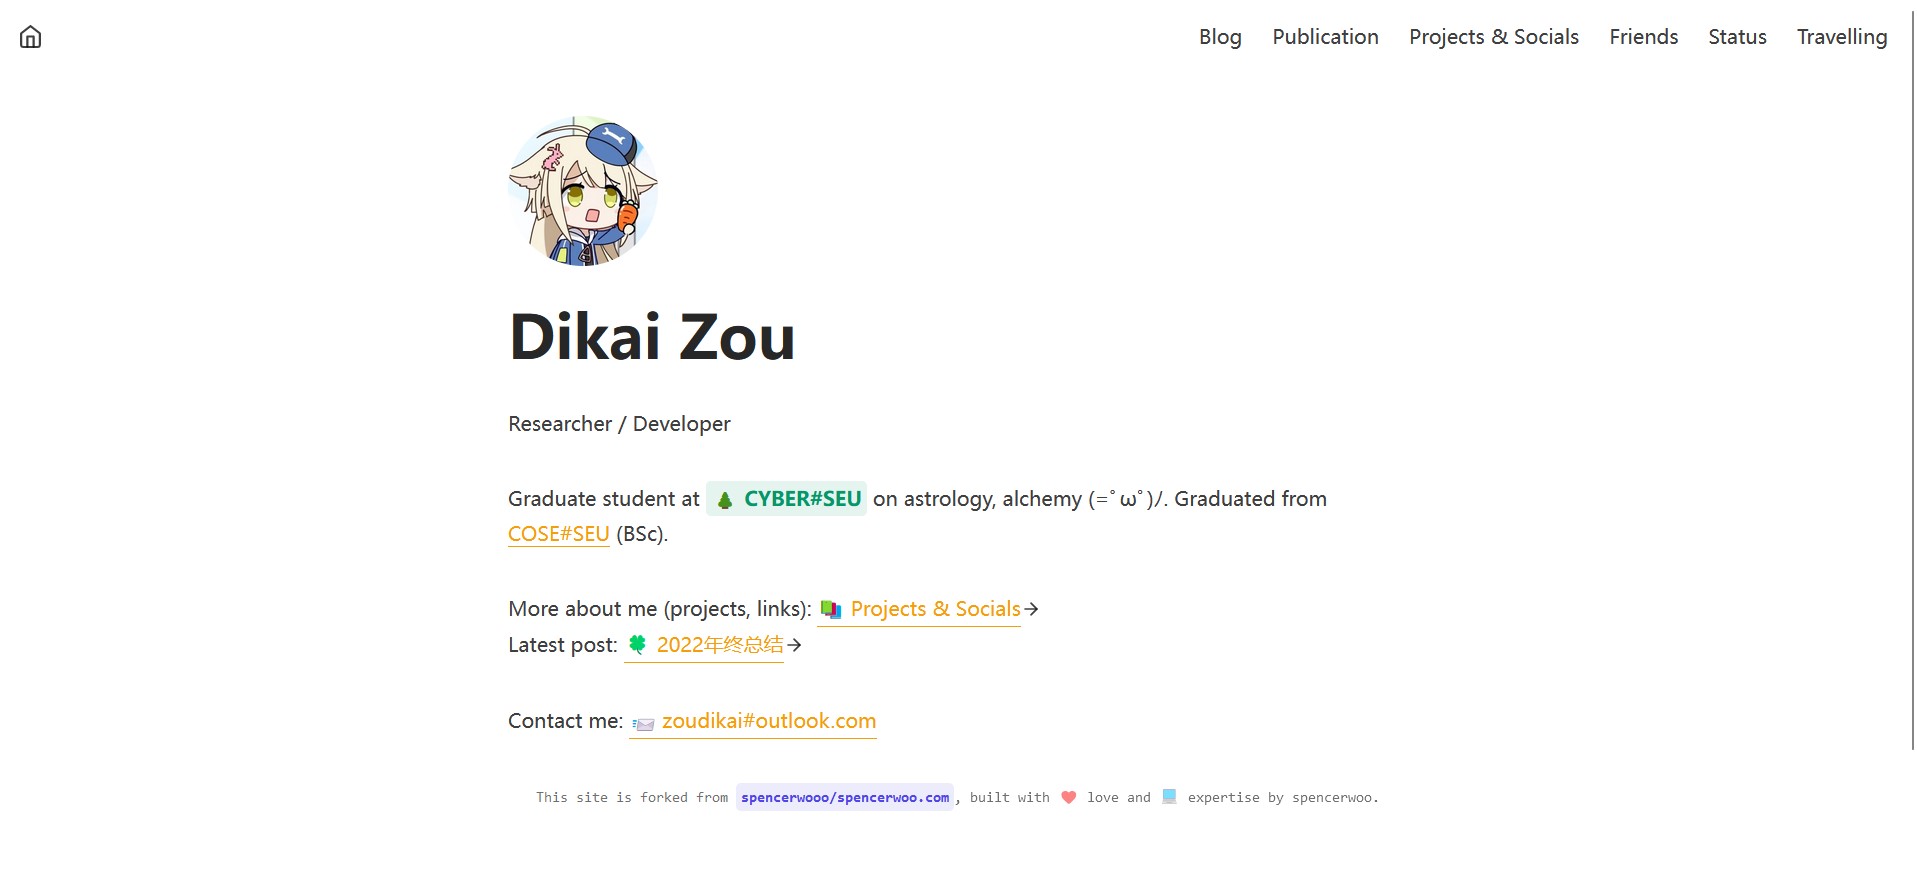 Blog Publication Projects & Socials Friends Status Travelling
Dikai Zou
Researcher / Developer
Graduate student at 🌲 CYBER#SEU on astrology, alchemy (=ﾟωﾟ)ﾉ. Graduated from
COSE#SEU (BSc).
More about me (projects, links): 📚 Projects & Socials→
Latest post: 🍀 2022年终总结→
Contact me: 📨 zoudikai#outlook.com
This site is forked from spencerwooo/spencerwoo.com, built with ❤️ love and 💻 expertise by spencerwoo.